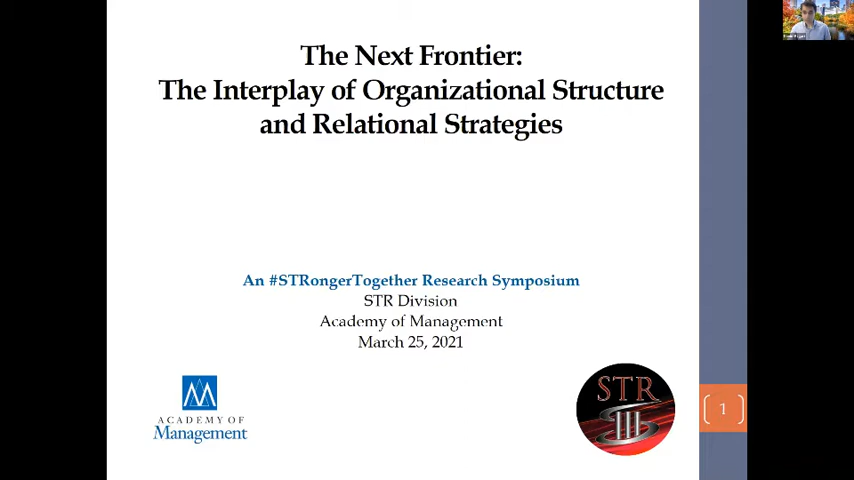 The Next Frontier:
The Interplay of Organizational Structure
and Relational Strategies
An #STRongerTogether Research Symposium
STR Division
Academy of Management
March 25, 2021
ACADEMY OF
Management
STR
1